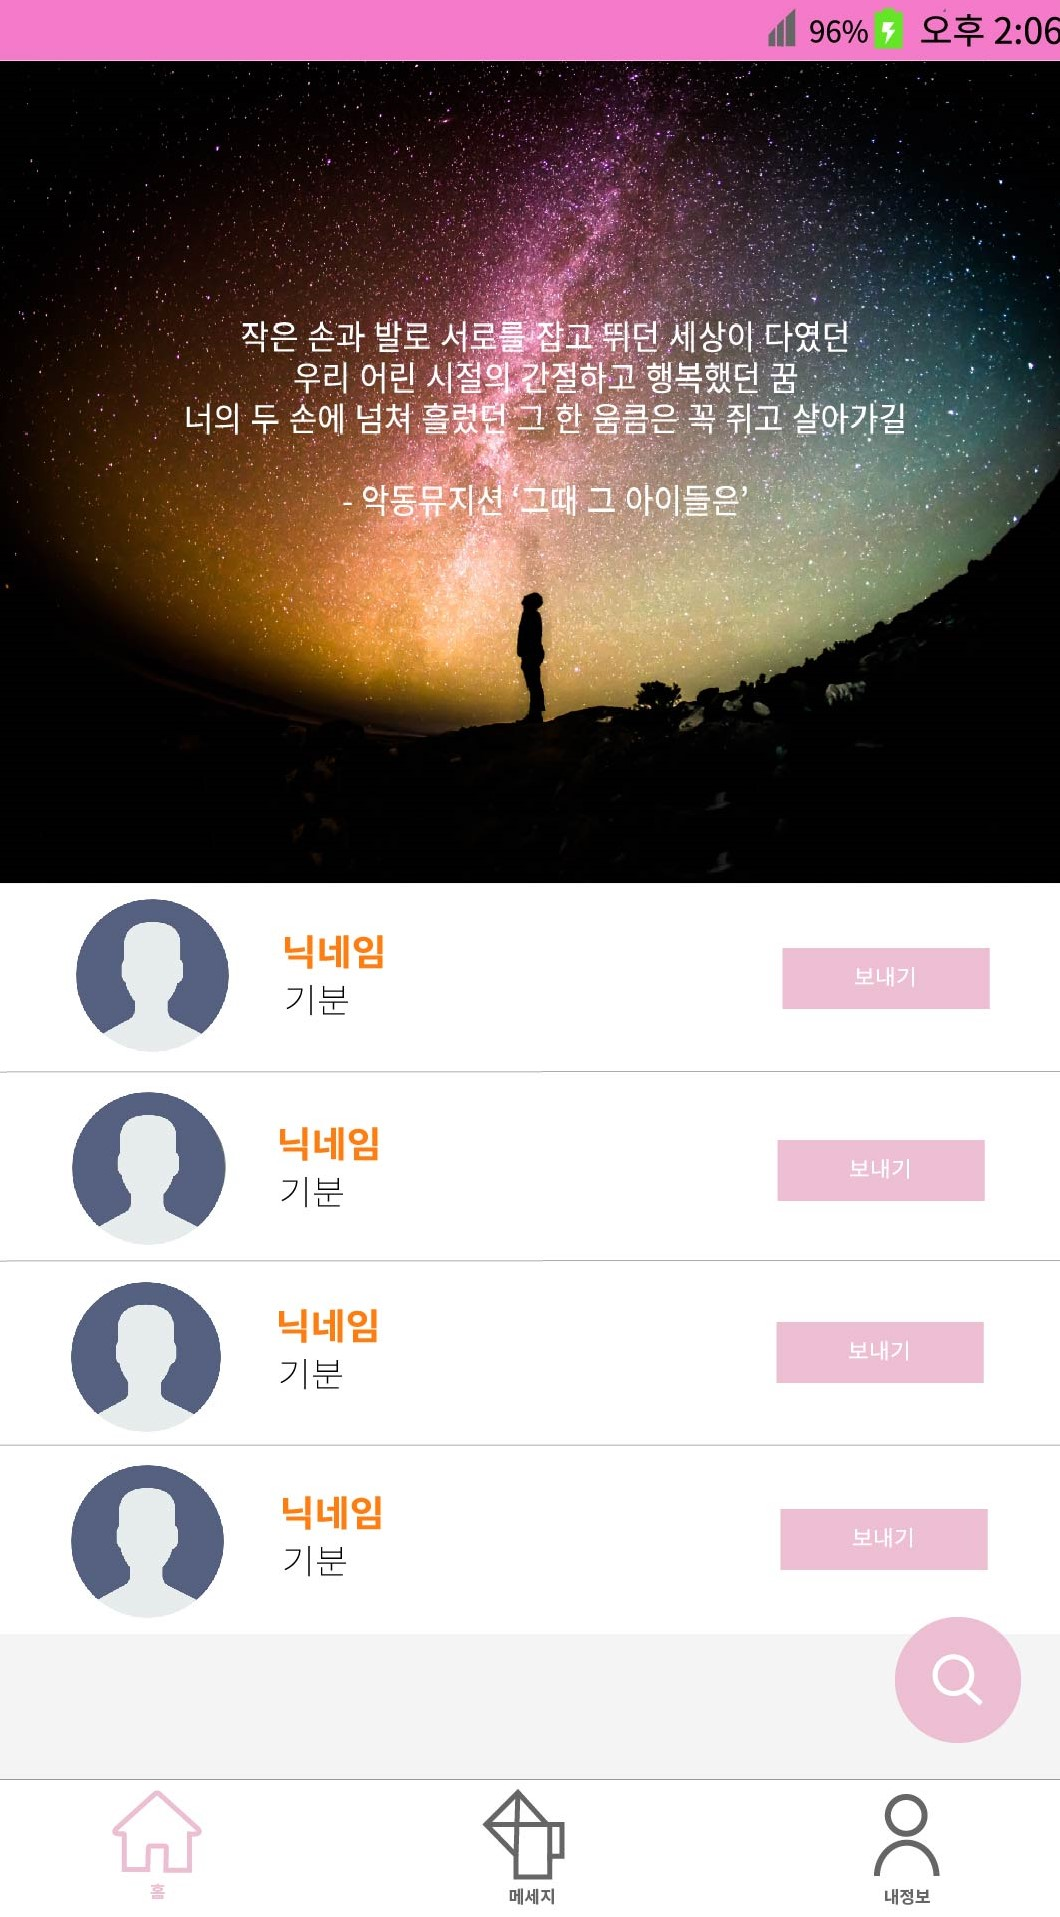 96% 오후 2:06
작은 손과 발로 서로를 잡고 뛰던 세상이 다였던
우리 어린 시절의 간절하고 행복했던 꿈
너의 두 손에 넘쳐 흘렀던 그 한 움큼은 꼭 쥐고 살아가길
- 악동뮤지션 ‘그때 그 아이들은’
닉네임
기분
보내기
닉네임
기분
보내기
닉네임
기분
보내기
닉네임
기분
보내기
홈
메세지
내정보